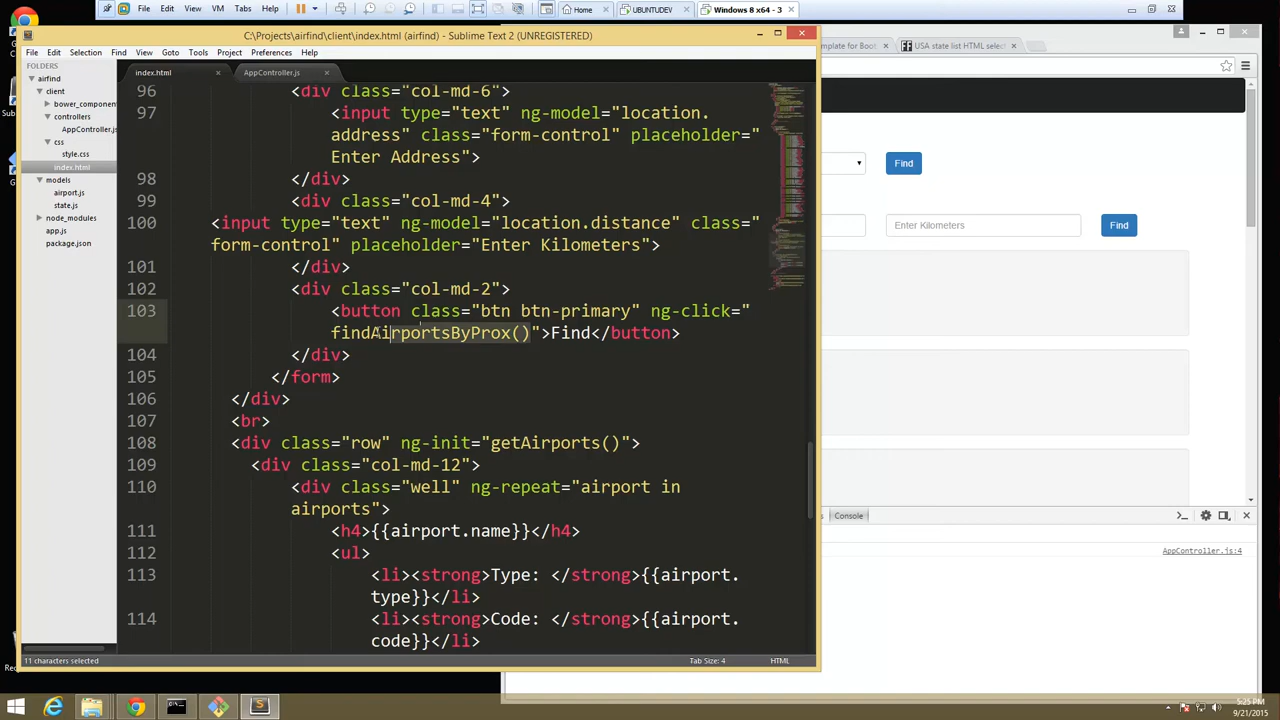 File Edit View VM Tabs Help
Home
UBUNTUDEV
Windows 8 x64 - 3
C:\Projects\airfind\client\index.html (airfind) - Sublime Text 2 (UNREGISTERED)
File Edit Selection Find View Goto Tools Project Preferences Help
FOLDERS
airfind
client
bower_component
controllers
AppController.js
css
style.css
index.html
models
airport.js
state.js
node_modules
app.js
package.json
index.html
AppController.js
96 <div class="col-md-6">
97 <input type="text" ng-model="location.
address" class="form-control" placeholder="
Enter Address">
98 </div>
99 <div class="col-md-4">
100 <input type="text" ng-model="location.distance" class="
form-control" placeholder="Enter Kilometers">
101 </div>
102 <div class="col-md-2">
103 <button class="btn btn-primary" ng-click="
findAirportsByProx()">Find</button>
104 </div>
105 </form>
106 </div>
107 <br>
108 <div class="row" ng-init="getAirports()">
109 <div class="col-md-12">
110 <div class="well" ng-repeat="airport in
airports">
111 <h4>{{airport.name}}</h4>
112 <ul>
113 <li><strong>Type: </strong>{{airport.
type}}</li>
114 <li><strong>Code: </strong>{{airport.
code}}</li>
11 characters selected
Tab Size: 4
HTML
mplate for Boot
USA state list HTML select
Find
Enter Kilometers
Find
Console
AppController.js:4
5:25 PM
9/21/2015